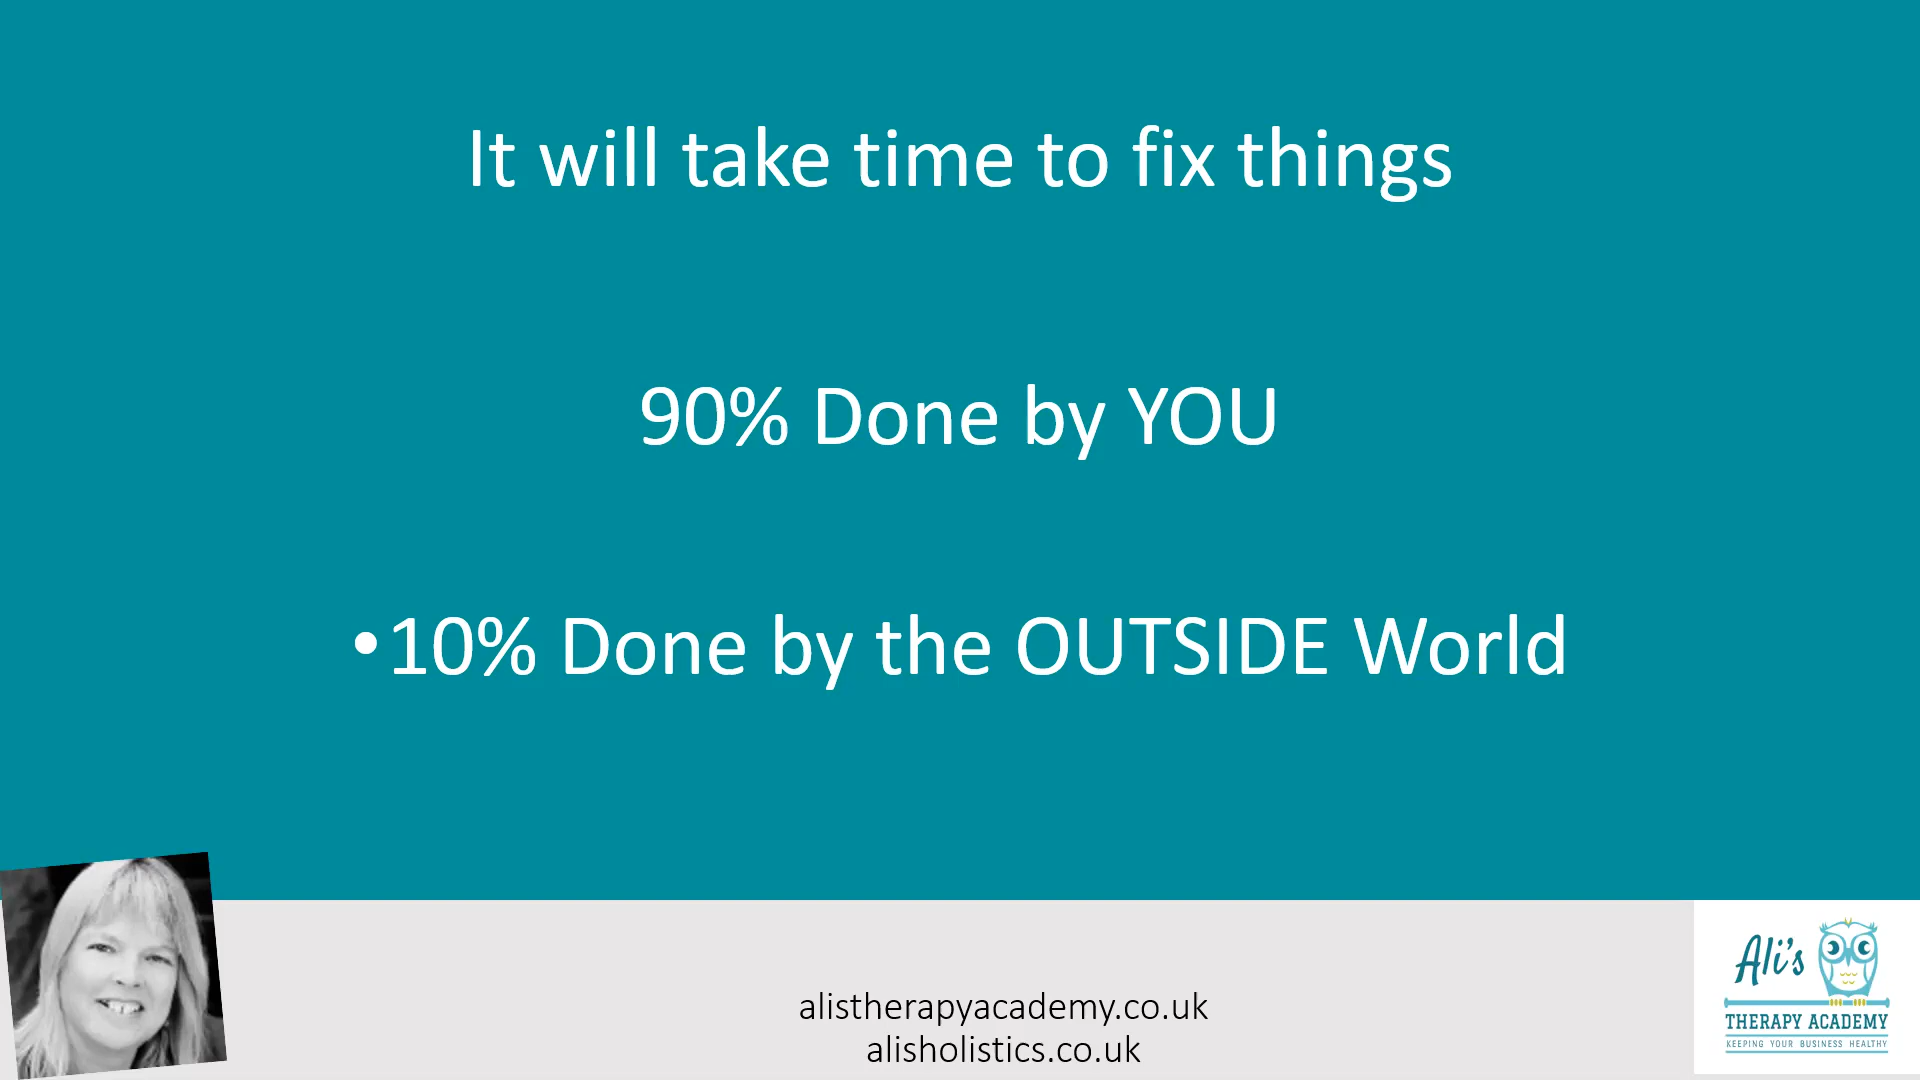 It will take time to fix things
90% Done by YOU
•10% Done by the OUTSIDE World
alistherapyacademy.co.uk
alisholistics.co.uk
Ali's
THERAPY ACADEMY
KEEPING YOUR BUSINESS HEALTHY